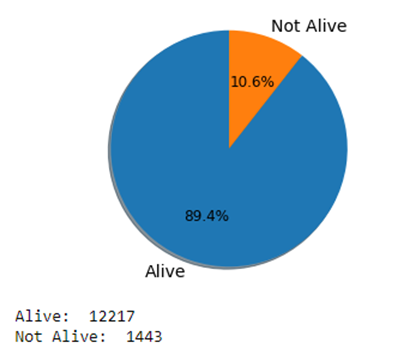 Not Alive
10.6%
89.4%
Alive
Alive:  12217
Not Alive:  1443